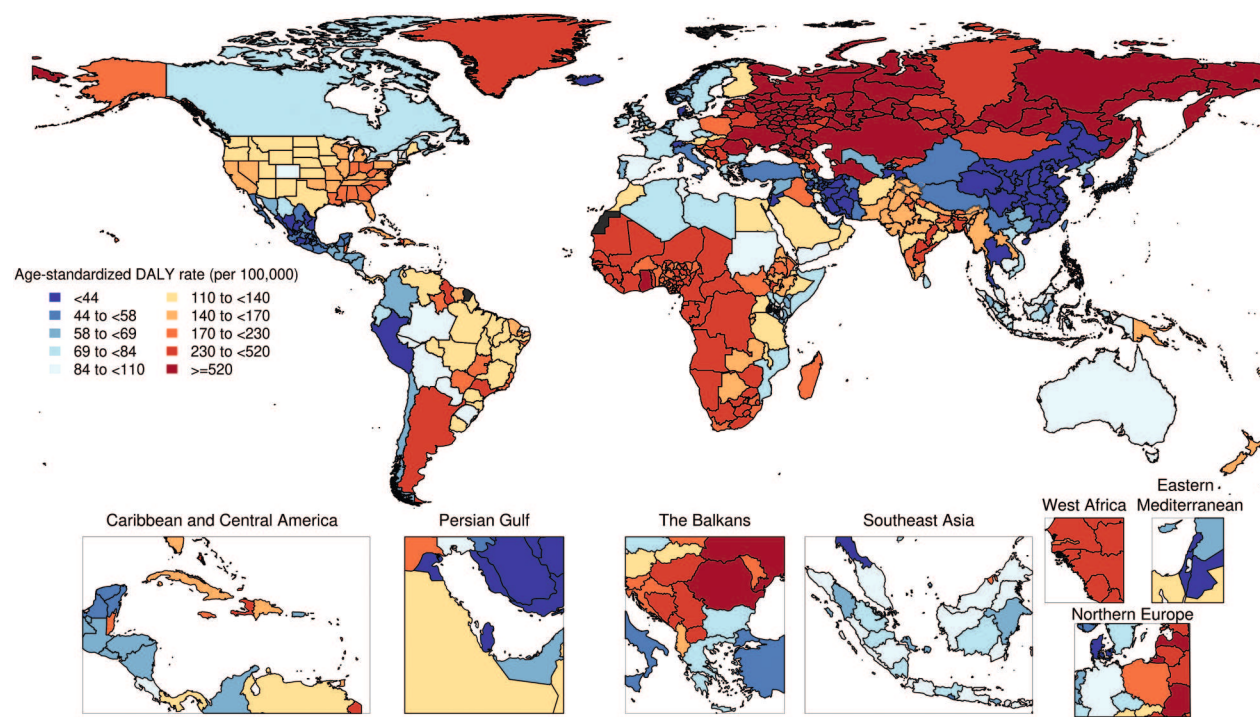 Age-standardized DALY rate (per 100,000)
<44
44 to <58
58 to <69
69 to <84
84 to <110
110 to <140
140 to <170
170 to <230
230 to <520
>=520
Caribbean and Central America
Persian Gulf
The Balkans
Southeast Asia
West Africa
Eastern
Mediterranean
Northern Europe